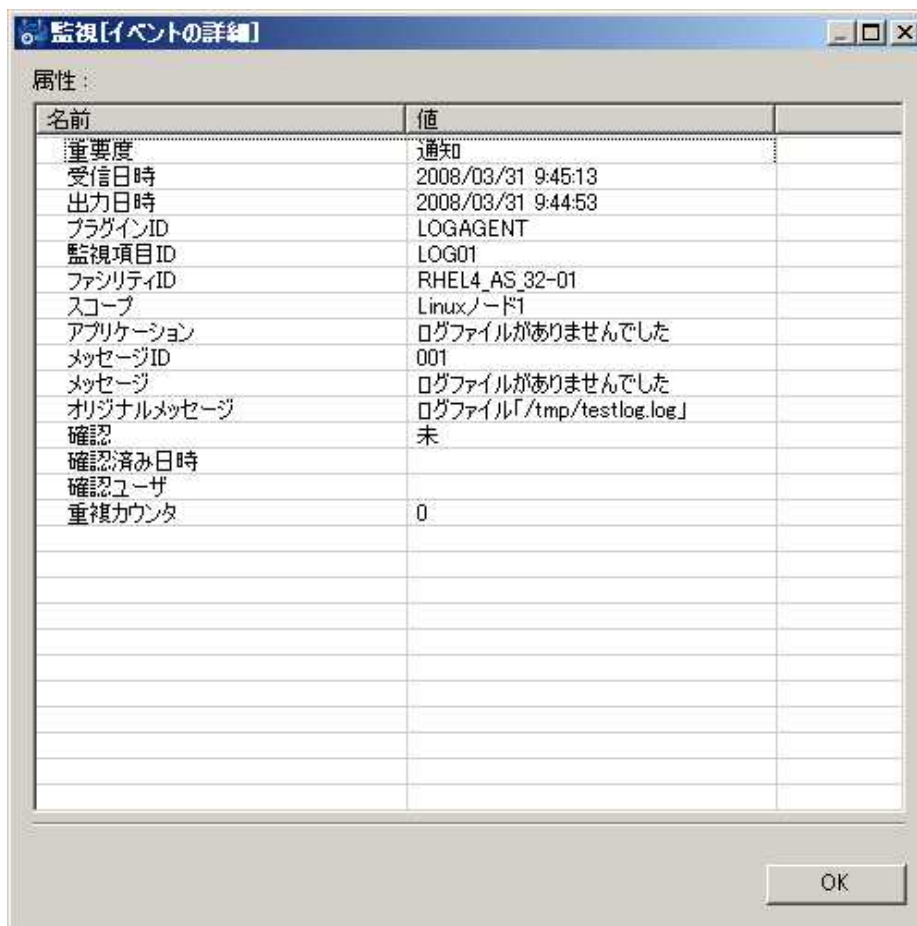 監視[イベントの詳細]
属性：
名前 値
重要度 通知
受信日時 2008/03/31 9:45:13
出力日時 2008/03/31 9:44:53
プラグインID LOGAGENT
監視項目ID LOG01
ファシリティID RHEL4_AS_32-01
スコープ Linuxノード1
アプリケーション ログファイルがありませんでした
メッセージID 001
メッセージ ログファイルがありませんでした
オリジナルメッセージ ログファイル「/tmp/testlog.log」
確認 未
確認済み日時
確認ユーザ
重複カウンタ 0
OK